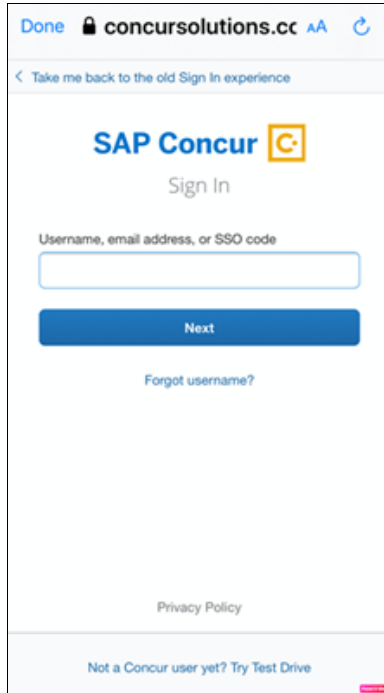 Done concursolutions.cc AA
< Take me back to the old Sign In experience
SAP Concur C
Sign In
Username, email address, or SSO code
Next
Forgot username?
Privacy Policy
Not a Concur user yet? Try Test Drive